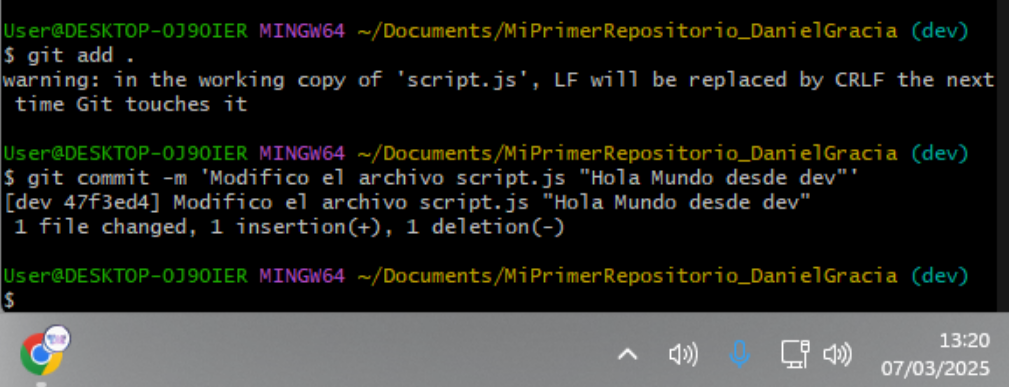 User@DESKTOP-OJ9OIER MINGW64 ~/Documents/MiPrimerRepositorio_DanielGracia (dev)
$ git add .
warning: in the working copy of 'script.js', LF will be replaced by CRLF the next
 time Git touches it
User@DESKTOP-OJ9OIER MINGW64 ~/Documents/MiPrimerRepositorio_DanielGracia (dev)
$ git commit -m 'Modifico el archivo script.js "Hola Mundo desde dev"'
[dev 47f3ed4] Modifico el archivo script.js "Hola Mundo desde dev"
 1 file changed, 1 insertion(+), 1 deletion(-)
User@DESKTOP-OJ9OIER MINGW64 ~/Documents/MiPrimerRepositorio_DanielGracia (dev)
$
13:20
07/03/2025